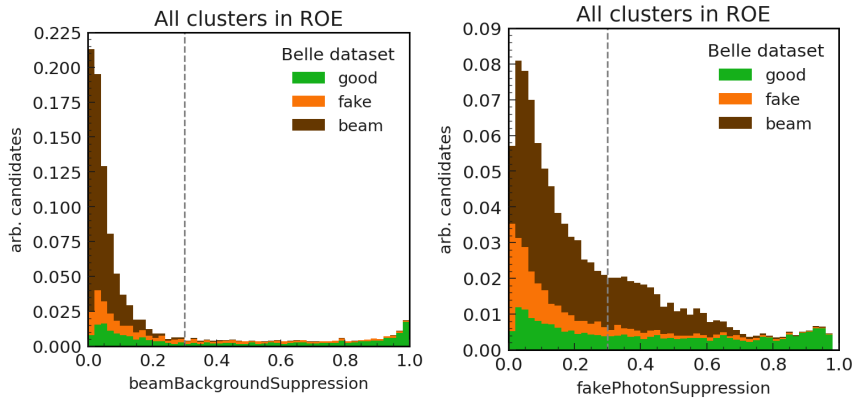 All clusters in ROE
0.225
0.200
0.175
0.150
0.125
0.100
0.075
0.050
0.025
0.000
arb. candidates
Belle dataset
good
fake
beam
0.0 0.2 0.4 0.6 0.8 1.0
beamBackgroundSuppression
All clusters in ROE
0.09
0.08
0.07
0.06
0.05
0.04
0.03
0.02
0.01
0.00
arb. candidates
Belle dataset
good
fake
beam
0.0 0.2 0.4 0.6 0.8 1.0
fakePhotonSuppression